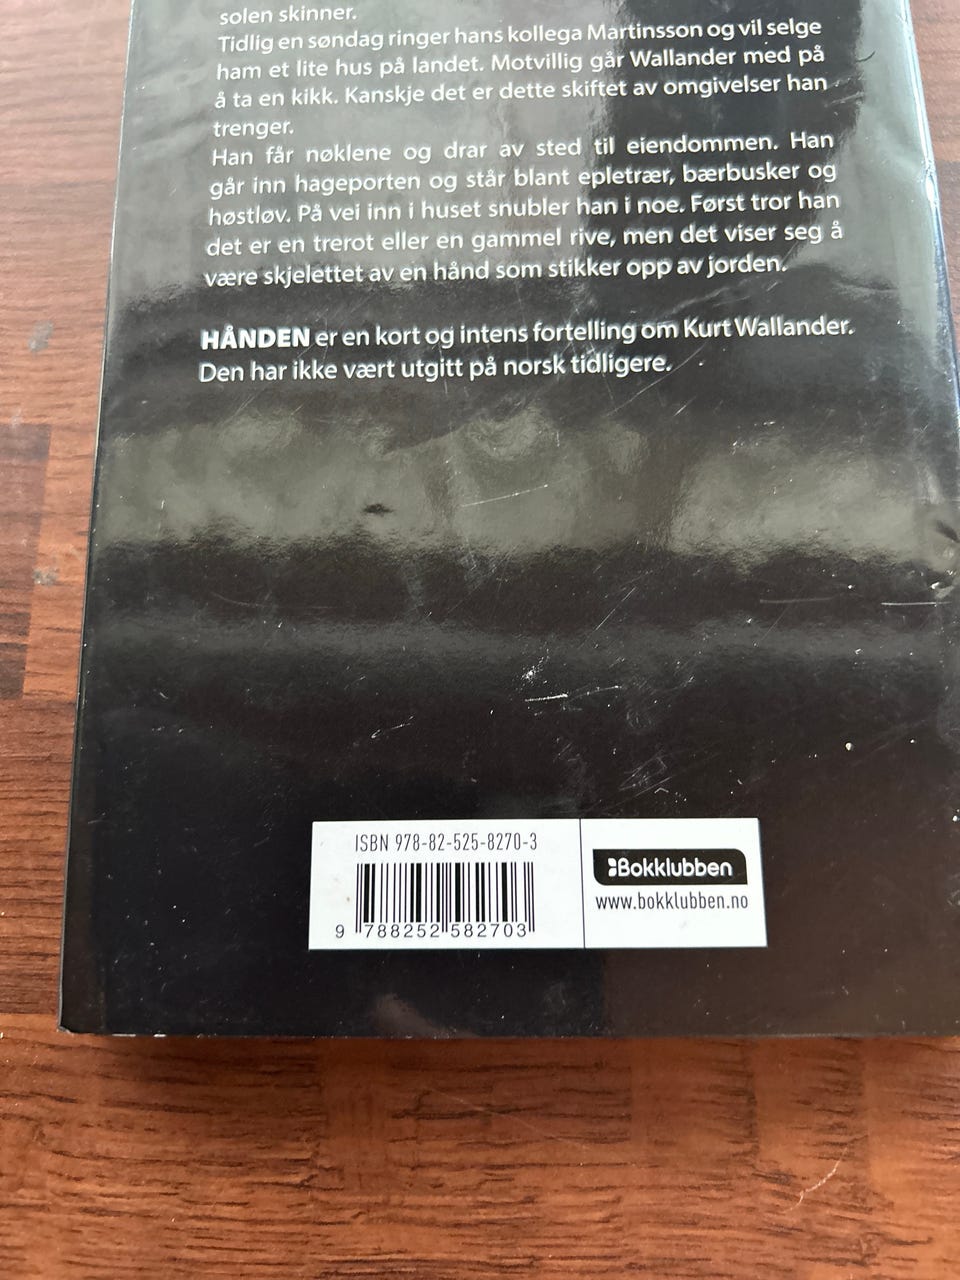 solen skinner.
Tidlig en søndag ringer hans kollega Martinsson og vil selge
ham et lite hus på landet. Motvillig går Wallander med på
å ta en kikk. Kanskje det er dette skiftet av omgivelser han
trenger.
Han får nøklene og drar av sted til eiendommen. Han
går inn hageporten og står blant epletrær, bærbusker og
høstløv. På vei inn i huset snubler han i noe. Først tror han
det er en trerot eller en gammel rive, men det viser seg å
være skjelettet av en hånd som stikker opp av jorden.
HÅNDEN er en kort og intens fortelling om Kurt Wallander.
Den har ikke vært utgitt på norsk tidligere.
ISBN 978-82-525-8270-3
9 788252 582703
Bokklubben
www.bokklubben.no